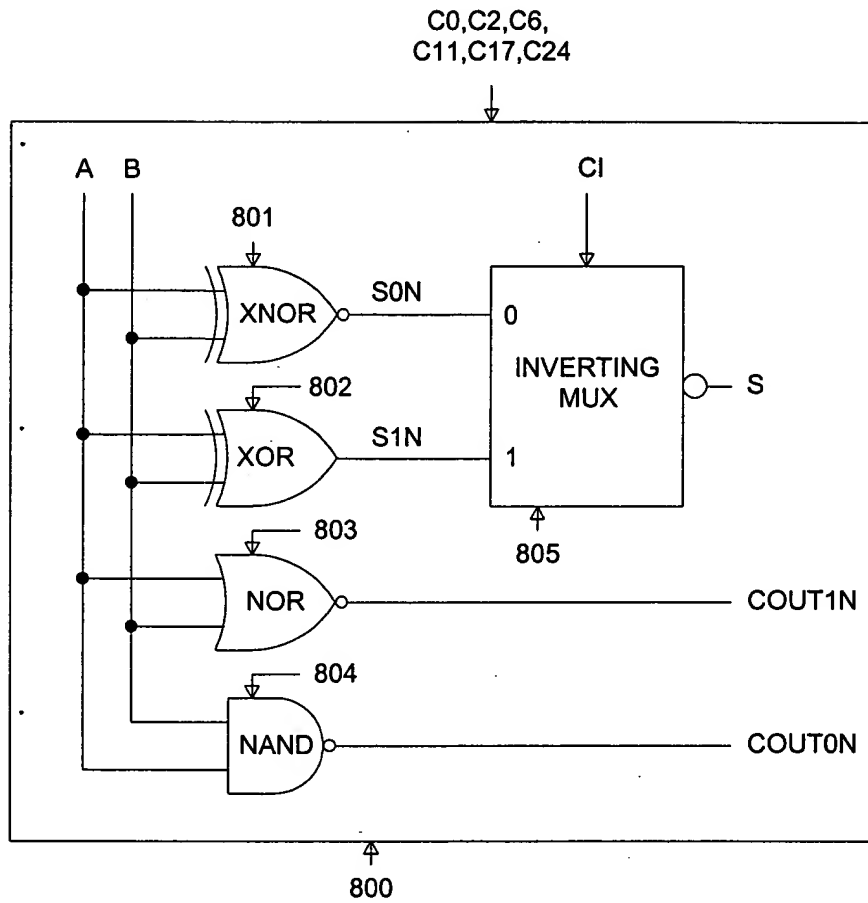 C0,C2,C6,
C11,C17,C24
A B CI
801
XNOR
S0N
0
INVERTING
MUX
S
802
XOR
S1N
1
805
803
NOR
COUT1N
804
NAND
COUT0N
800